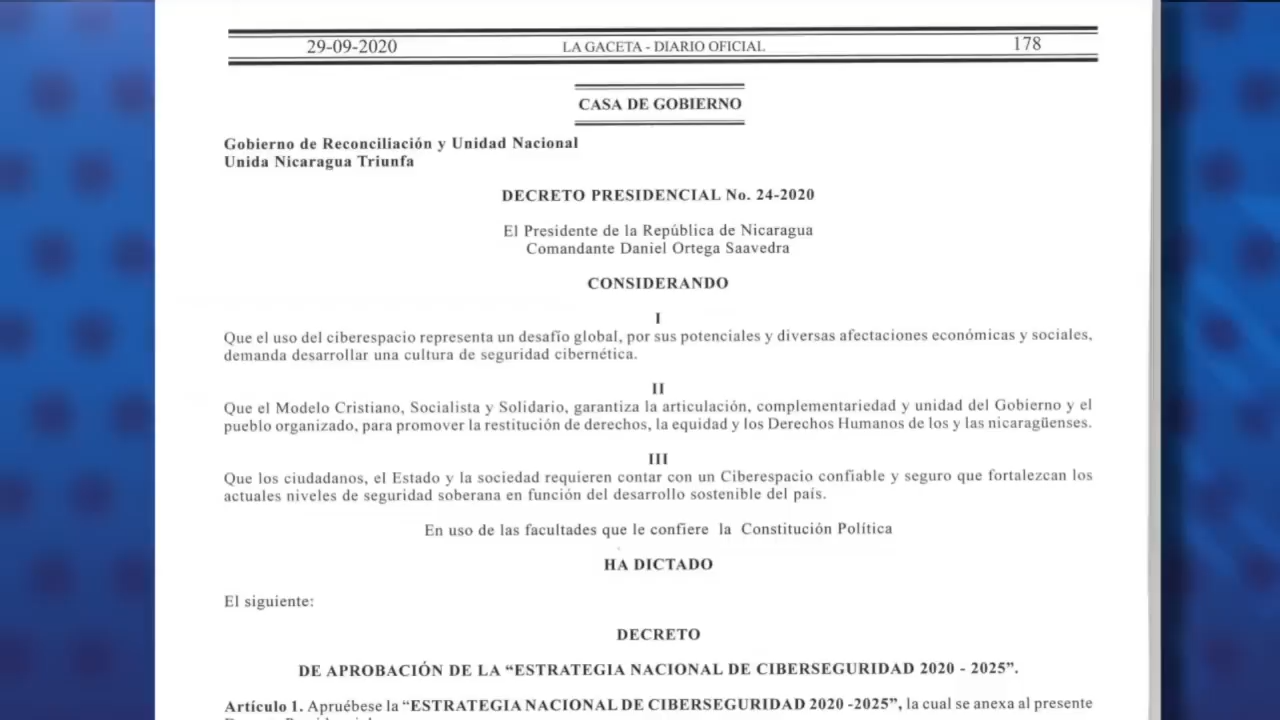 29-09-2020 LA GACETA - DIARIO OFICIAL 178
CASA DE GOBIERNO
Gobierno de Reconciliación y Unidad Nacional
Unida Nicaragua Triunfa
DECRETO PRESIDENCIAL No. 24-2020
El Presidente de la República de Nicaragua
Comandante Daniel Ortega Saavedra
CONSIDERANDO
I
Que el uso del ciberespacio representa un desafío global, por sus potenciales y diversas afectaciones económicas y sociales,
demanda desarrollar una cultura de seguridad cibernética.
II
Que el Modelo Cristiano, Socialista y Solidario, garantiza la articulación, complementariedad y unidad del Gobierno y el
pueblo organizado, para promover la restitución de derechos, la equidad y los Derechos Humanos de los y las nicaragüenses.
III
Que los ciudadanos, el Estado y la sociedad requieren contar con un Ciberespacio confiable y seguro que fortalezcan los
actuales niveles de seguridad soberana en función del desarrollo sostenible del país.
En uso de las facultades que le confiere la Constitución Política
HA DICTADO
El siguiente:
DECRETO
DE APROBACIÓN DE LA “ESTRATEGIA NACIONAL DE CIBERSEGURIDAD 2020 - 2025”.
Artículo 1. Apruébese la “ESTRATEGIA NACIONAL DE CIBERSEGURIDAD 2020 -2025”, la cual se anexa al presente